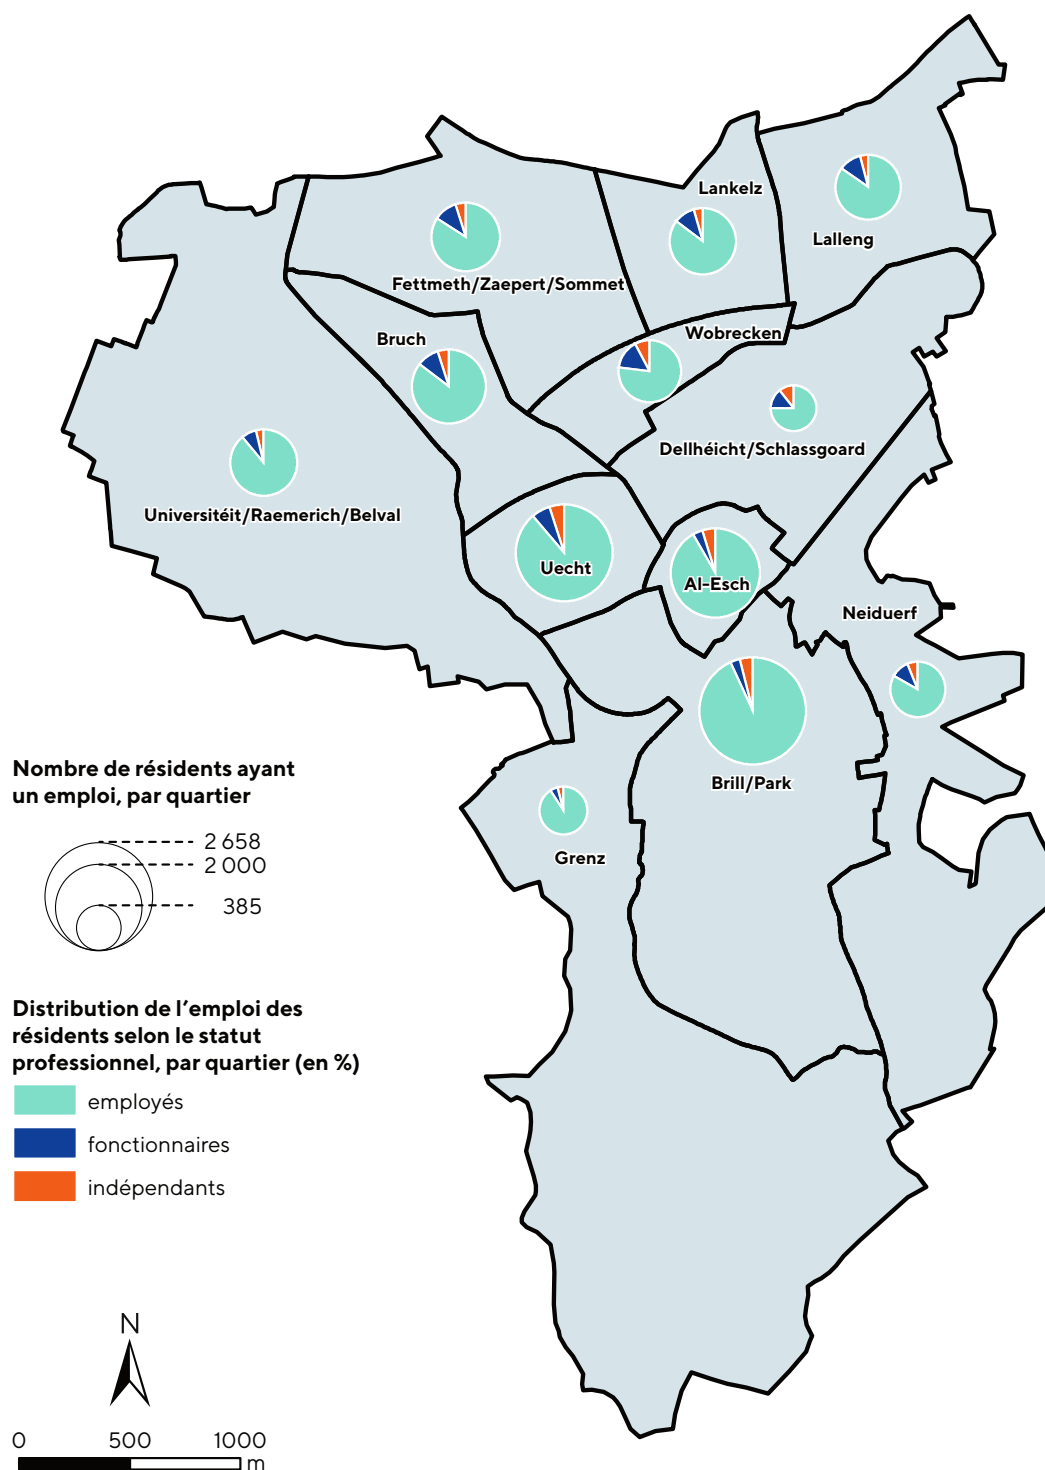 Lankelz
Lalleng
Fettmeth/Zaepert/Sommet
Bruch
Wobrecken
Dellhéicht/Schlassgoard
Universitéit/Raemerich/Belval
Uecht
Al-Esch
Neiduerf
Brill/Park
Grenz
Nombre de résidents ayant
un emploi, par quartier
2 658
2 000
385
Distribution de l'emploi des
résidents selon le statut
professionnel, par quartier (en %)
employés
fonctionnaires
indépendants
N
0 500 1000
m